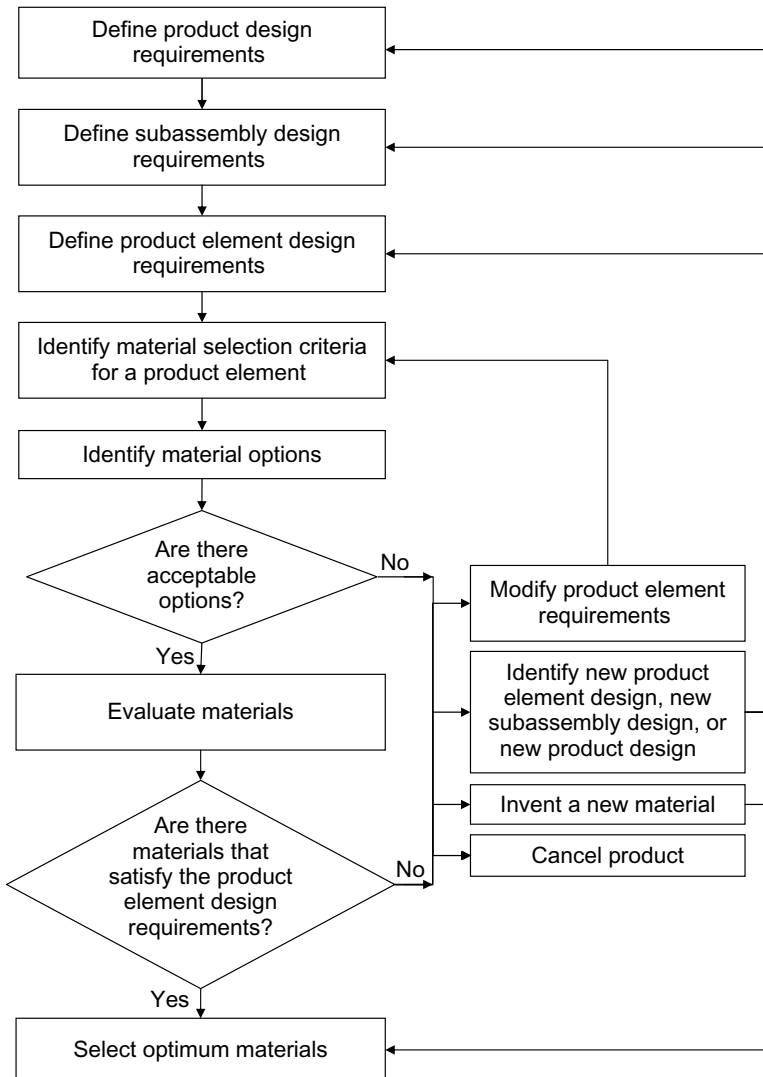 Define product design
requirements
Define subassembly design
requirements
Define product element design
requirements
Identify material selection criteria
for a product element
Identify material options
Are there
acceptable
options?
No
Yes
Modify product element
requirements
Identify new product
element design, new
subassembly design, or
new product design
Evaluate materials
Invent a new material
Cancel product
Are there
materials that
satisfy the product
element design
requirements?
No
Yes
Select optimum materials